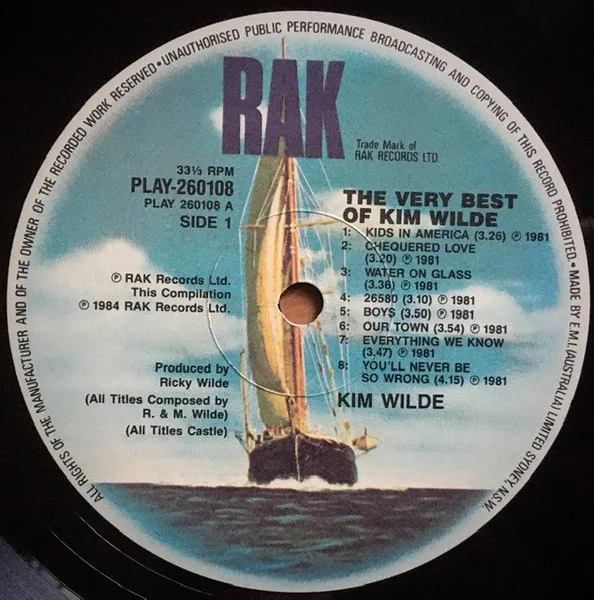 ALL RIGHTS OF THE MANUFACTURER AND OF THE OWNER OF THE RECORDED WORK RESERVED • UNAUTHORISED PUBLIC PERFORMANCE BROADCASTING AND COPYING OF THIS RECORD PROHIBITED. • MADE BY E.M.I. (AUSTRALIA) LIMITED SYDNEY, N.S.W.
RAK
Trade Mark of
RAK RECORDS LTD.
33⅓ RPM
PLAY-260108
PLAY 260108 A
SIDE 1
℗ RAK Records Ltd.
This Compilation
℗ 1984 RAK Records Ltd.
Produced by
Ricky Wilde
(All Titles Composed by
R. & M. Wilde)
(All Titles Castle)
THE VERY BEST
OF KIM WILDE
1: KIDS IN AMERICA (3.26) ℗ 1981
2: CHEQUERED LOVE
(3.20) ℗ 1981
3: WATER ON GLASS
(3.36) ℗ 1981
4: 26580 (3.10) ℗ 1981
5: BOY$ (3.50) ℗ 1981
6: OUR TOWN (3.54) ℗ 1981
7: EVERYTHING WE KNOW
(3.47) ℗ 1981
8: YOU'LL NEVER BE
SO WRONG (4.15) ℗ 1981
KIM WILDE